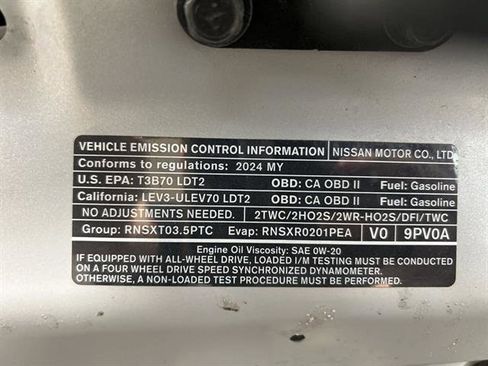 VEHICLE EMISSION CONTROL INFORMATION NISSAN MOTOR CO., LTD
Conforms to regulations: 2024 MY
U.S. EPA: T3B70 LDT2 OBD: CA OBD II Fuel: Gasoline
California: LEV3-ULEV70 LDT2 OBD: CA OBD II Fuel: Gasoline
NO ADJUSTMENTS NECESSARY 2TWC/2HO2S/2WR-HO2S/DFI/TWC
Group: RNSXT03.5PTC Evap: RNSXR0201PEA V0 9PV0A
Engine Oil Viscosity: SAE 0W-20
IF EQUIPPED WITH ALL-WHEEL DRIVE, LOADED I/M TESTING MUST BE CONDUCTED
ON A FOUR WHEEL DRIVE SPEED SYNCHRONIZED DYNAMOMETER.
OTHERWISE, A NON-LOADED TEST PROCEDURE MUST BE PERFORMED.